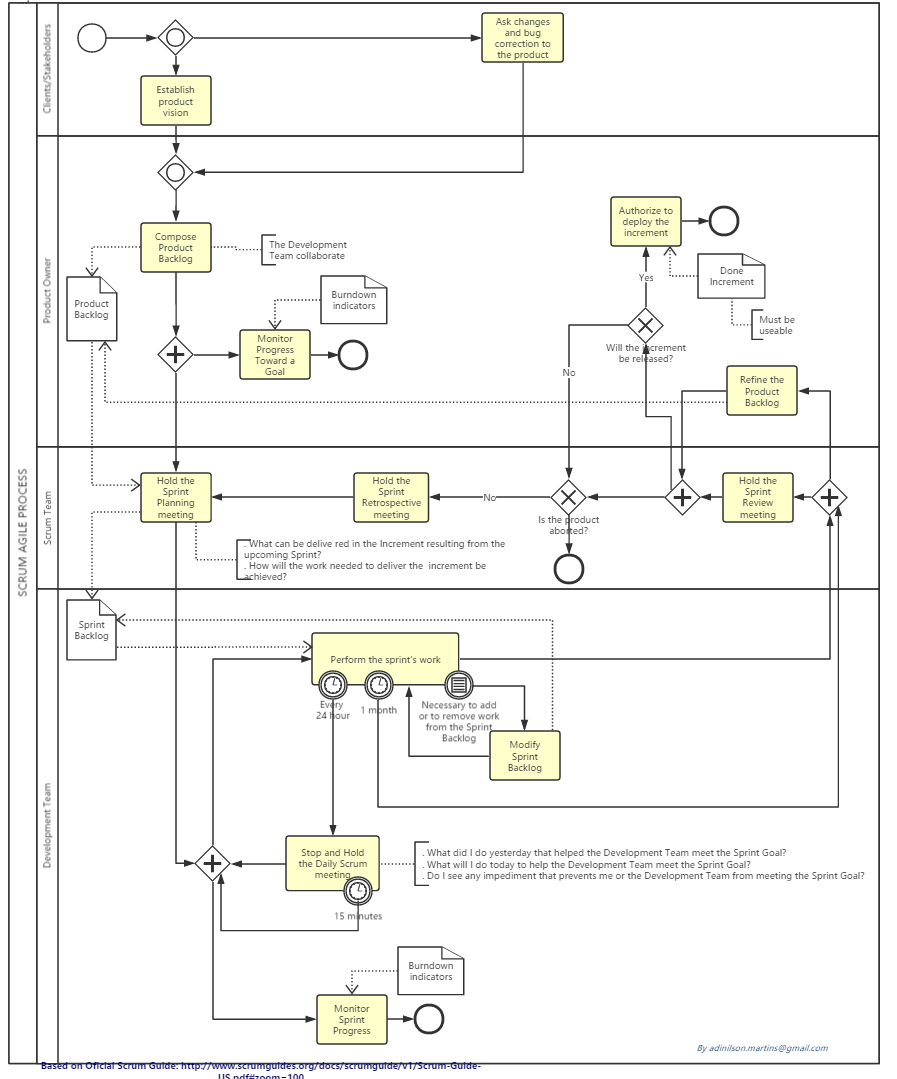 SCRUM AGILE PROCESS
Clients/Stakeholders
Ask changes
and bug
correction to
the product
Establish
product
vision
Product Owner
Compose
Product
Backlog
The Development
Team collaborate
Product
Backlog
Burndown
indicators
Monitor
Progress
Toward a
Goal
Authorize to
deploy the
increment
Done
Increment
Must be
useable
Yes
Will the increment
be released?
No
Refine the
Product
Backlog
Scrum Team
Hold the
Sprint
Planning
meeting
Hold the
Sprint
Retrospective
meeting
No
Is the product
aborted?
Hold the
Sprint
Review
meeting
. What can be delive red in the Increment resulting from the
upcoming Sprint?
. How will the work needed to deliver the increment be
achieved?
Development Team
Sprint
Backlog
Perform the sprint's work
Every
24 hour
1 month
Necessary to add
or to remove work
from the Sprint
Backlog
Modify
Sprint
Backlog
Stop and Hold
the Daily Scrum
meeting
15 minutes
. What did I do yesterday that helped the Development Team meet the Sprint Goal?
. What will I do today to help the Development Team meet the Sprint Goal?
. Do I see any impediment that prevents me or the Development Team from meeting the Sprint Goal?
Burndown
indicators
Monitor
Sprint
Progress
By adinilson.martins@gmail.com
Based on Oficial Scrum Guide: http://www.scrumguides.org/docs/scrumguide/v1/Scrum-Guide-
US.pdf#zoom=100